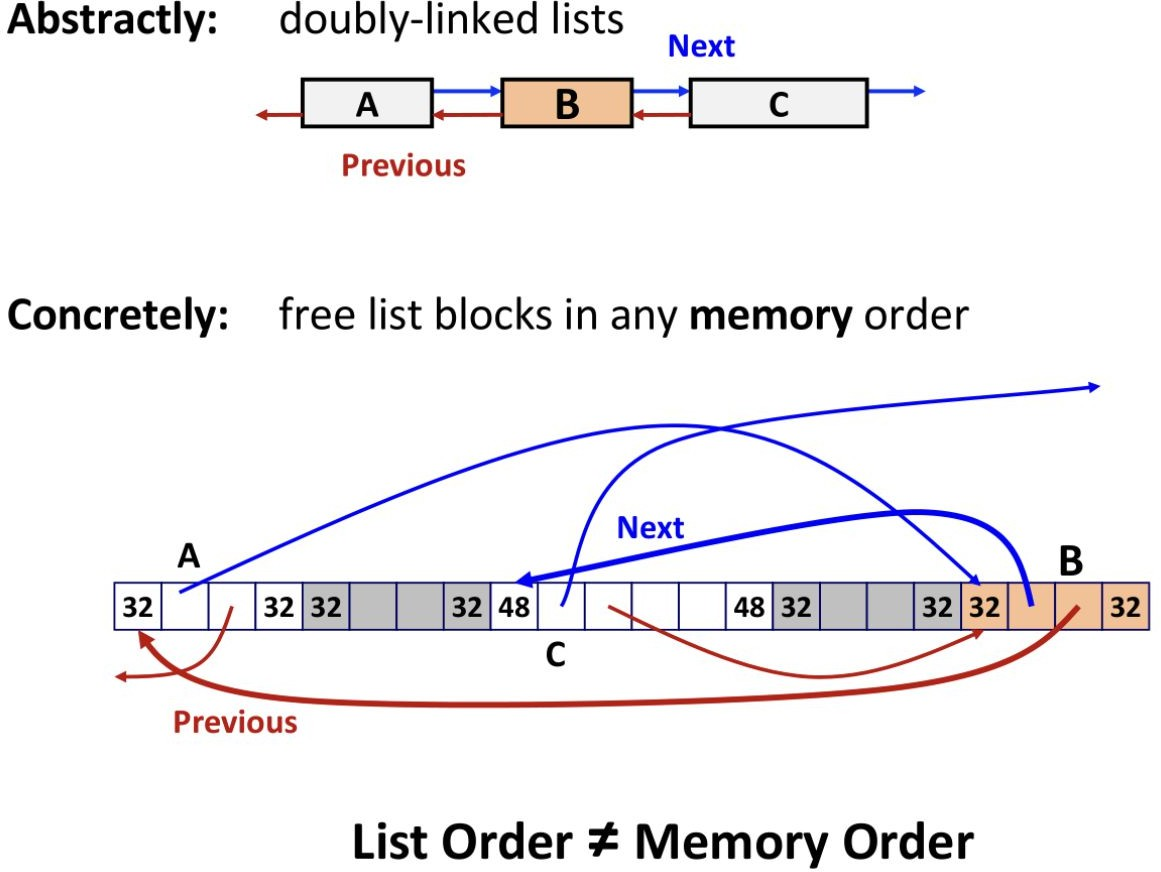 Abstractly: doubly-linked lists
Next
A B C
Previous
Concretely: free list blocks in any memory order
Next
A B
32 32 32 32 48 48 32 32 32 32
C
Previous
List Order ≠ Memory Order